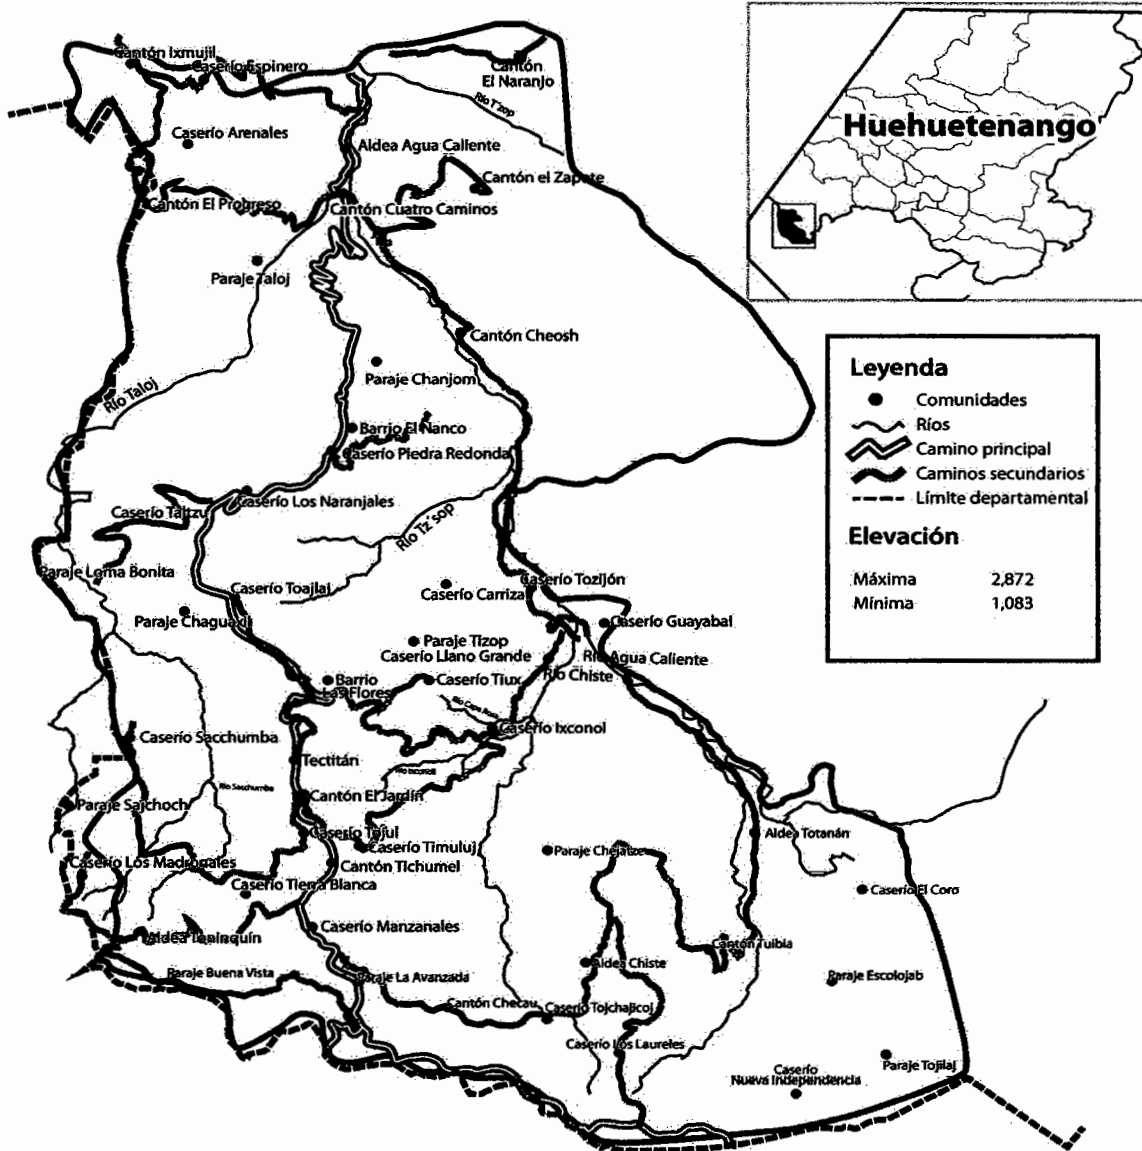 Cantón Ixmujil
Caserío Espinero
Cantón
El Naranjo
Río T'zop
Huehuetenango
Caserío Arenales
Aldea Agua Caliente
Cantón el Zapote
Cantón El Progreso
Cantón Cuatro Caminos
Paraje Taloj
Cantón Cheosh
Paraje Chanjom
Río Taloj
Barrio El Nanco
Caserío Piedra Redonda
Leyenda
Comunidades
Ríos
Camino principal
Caminos secundarios
Límite departamental
Elevación
Máxima 2,872
Mínima 1,083
Caserío Los Naranjales
Caserío Taltzu
Río Tz'sop
Paraje Loma Bonita
Caserío Toajlaj
Caserío Tozijón
Caserío Carriza
Paraje Chaguaxil
Caserío Guayabal
Paraje Tizop
Caserío Llano Grande
Río Agua Caliente
Río Chiste
Barrio
Las Flores
Caserío Tiux
Caserío Ixconol
Caserío Sacchumba
Tectitán
Río Sacchumba
Cantón El Jardín
Paraje Sajchoch
Caserío Tojul
Caserío Timuluj
Aldea Totanán
Paraje Chejatze
Caserío Los Madronales
Cantón Tichumel
Caserío Tierra Blanca
Caserío El Coro
Caserío Manzanales
Aldea Toninquín
Cantón Tuibla
Aldea Chiste
Paraje Buena Vista
Paraje La Avanzada
Paraje Escolojab
Cantón Checau
Caserío Tojchajicoj
Caserío Los Laureles
Paraje Tojilaj
Caserío
Nueva Independencia